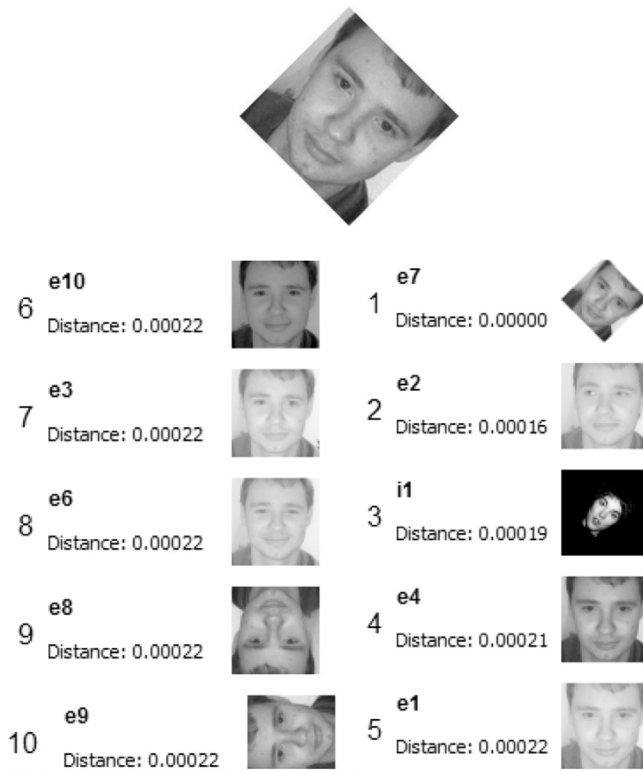 6
e10
Distance: 0.00022
7
e3
Distance: 0.00022
8
e6
Distance: 0.00022
9
e8
Distance: 0.00022
10
e9
Distance: 0.00022
1
e7
Distance: 0.00000
2
e2
Distance: 0.00016
3
i1
Distance: 0.00019
4
e4
Distance: 0.00021
5
e1
Distance: 0.00022